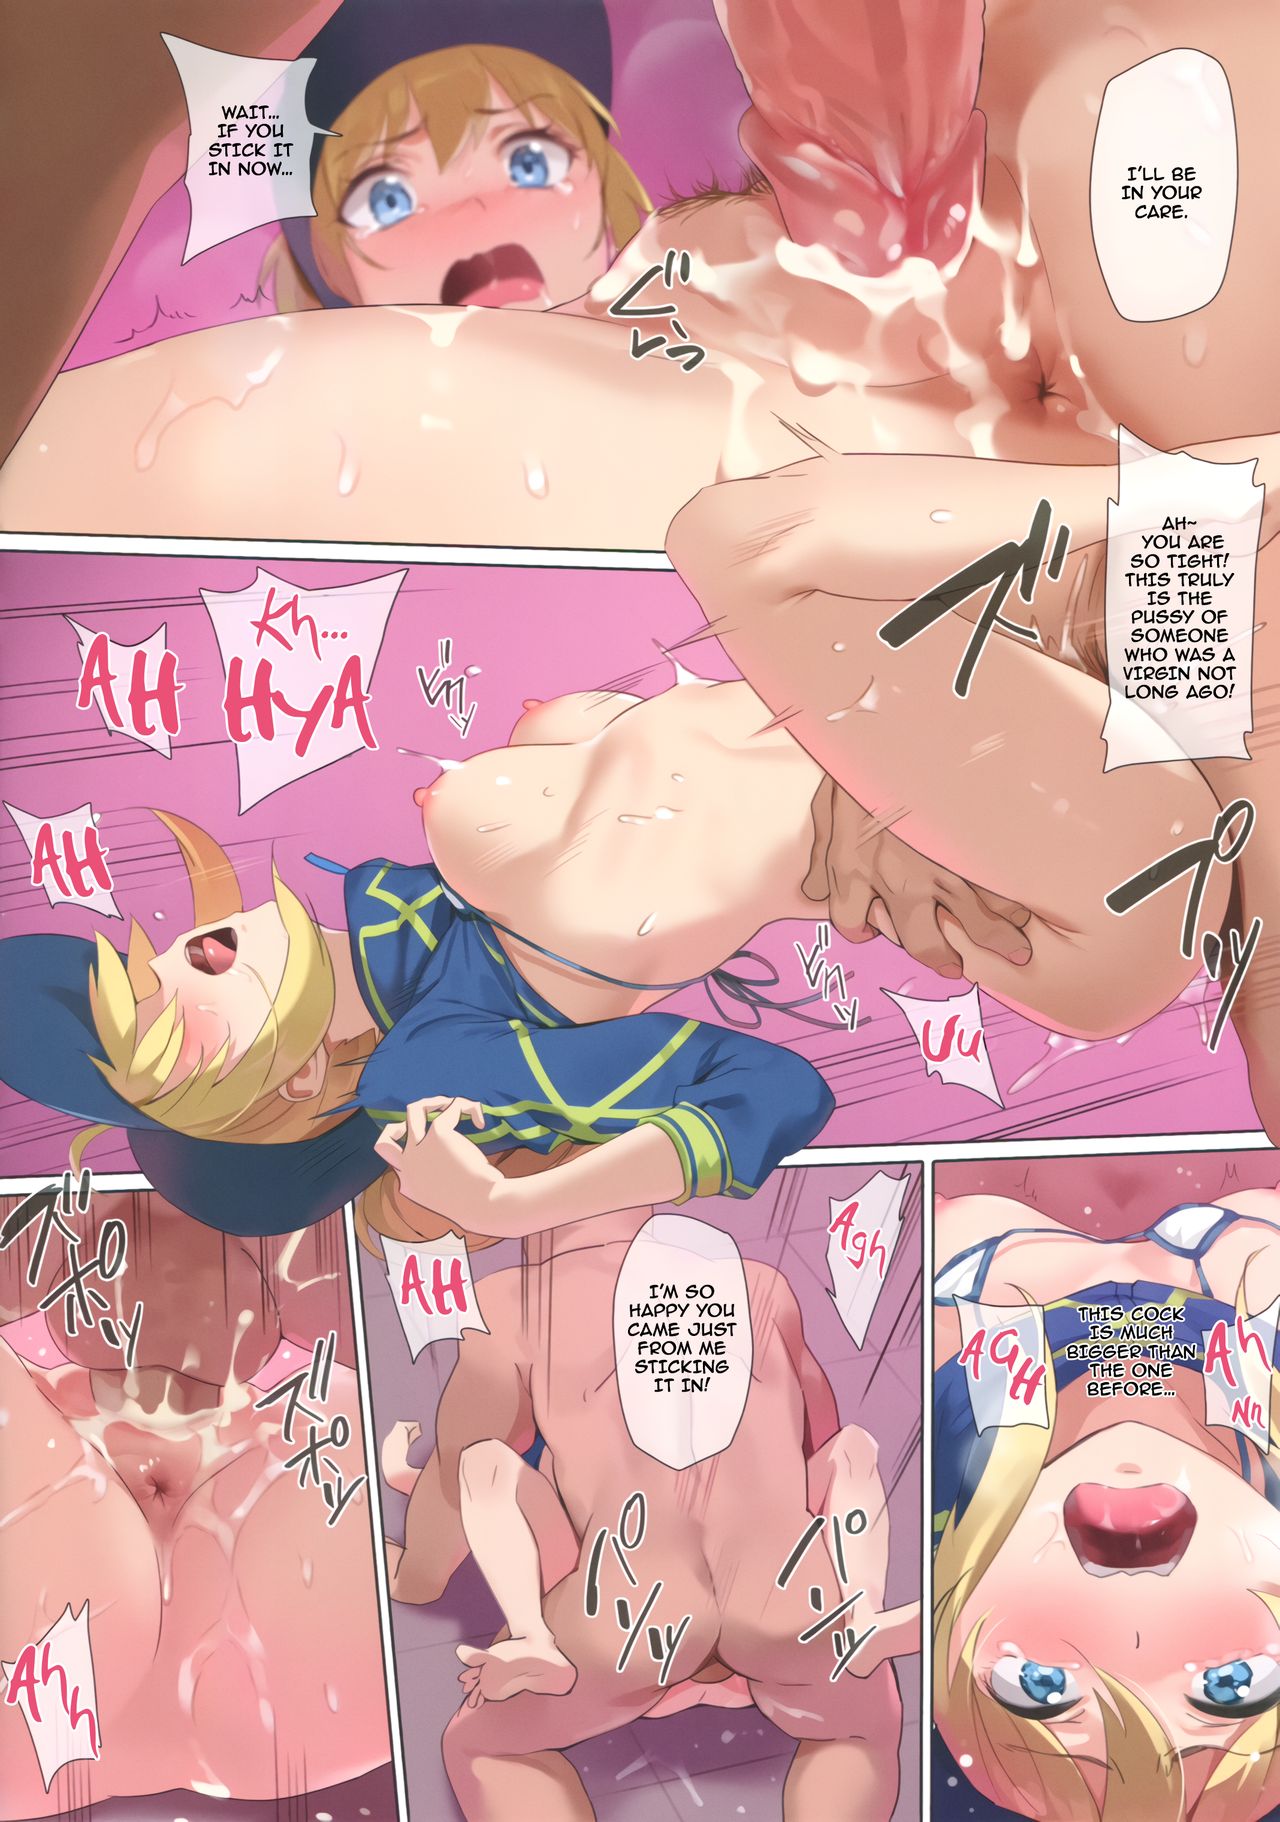 WAIT...
IF YOU
STICK IT
IN NOW...
I'LL BE
IN YOUR
CARE.
AH~
YOU ARE
SO TIGHT!
THIS TRULY
IS THE
PUSSY OF
SOMEONE
WHO WAS A
VIRGIN NOT
LONG AGO!
Kh...
HYA
AH
AH
ズプッ
Uu
AH
Agh
I'M SO
HAPPY YOU
CAME JUST
FROM ME
STICKING
IT IN!
パンッ
パンッ
ズポッ
ズポッ
Ahh
THIS COCK
IS MUCH
BIGGER THAN
THE ONE
BEFORE...
AGH
Ah
Nn